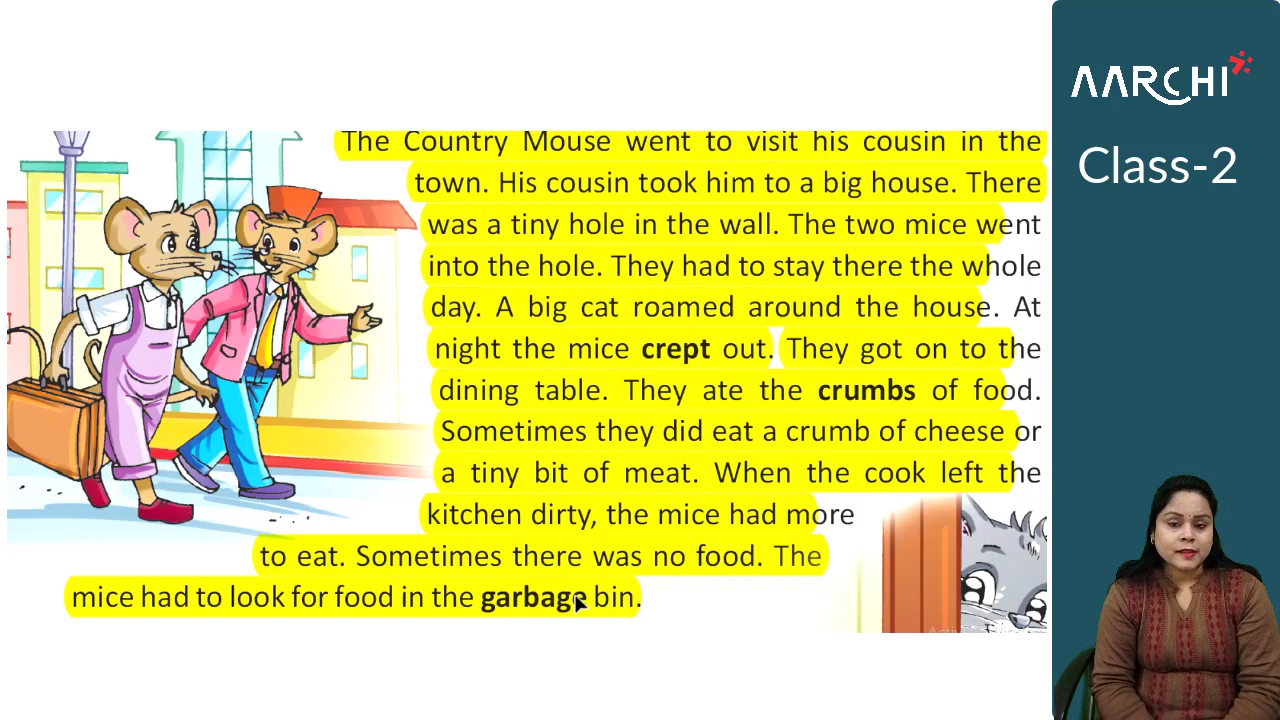 The Country Mouse went to visit his cousin in the
town. His cousin took him to a big house. There
was a tiny hole in the wall. The two mice went
into the hole. They had to stay there the whole
day. A big cat roamed around the house. At
night the mice crept out. They got on to the
dining table. They ate the crumbs of food.
Sometimes they did eat a crumb of cheese or
a tiny bit of meat. When the cook left the
kitchen dirty, the mice had more
to eat. Sometimes there was no food. The
mice had to look for food in the garbage bin.
AARCHI
Class-2